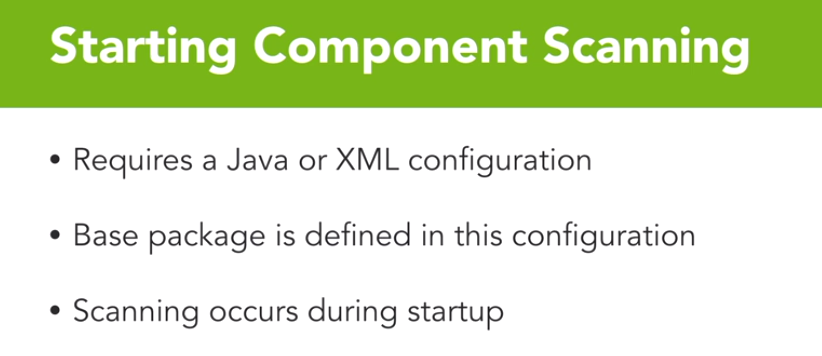 Starting Component Scanning
• Requires a Java or XML configuration
• Base package is defined in this configuration
• Scanning occurs during startup